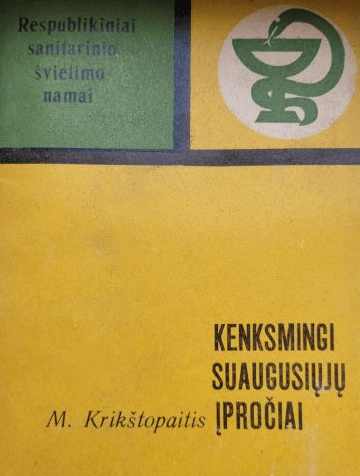 Respublikiniai
sanitarinio
švietimo
namai
KENKSMINGI
SUAUGUSIŲJŲ
M. Krikštopaitis ĮPROČIAI